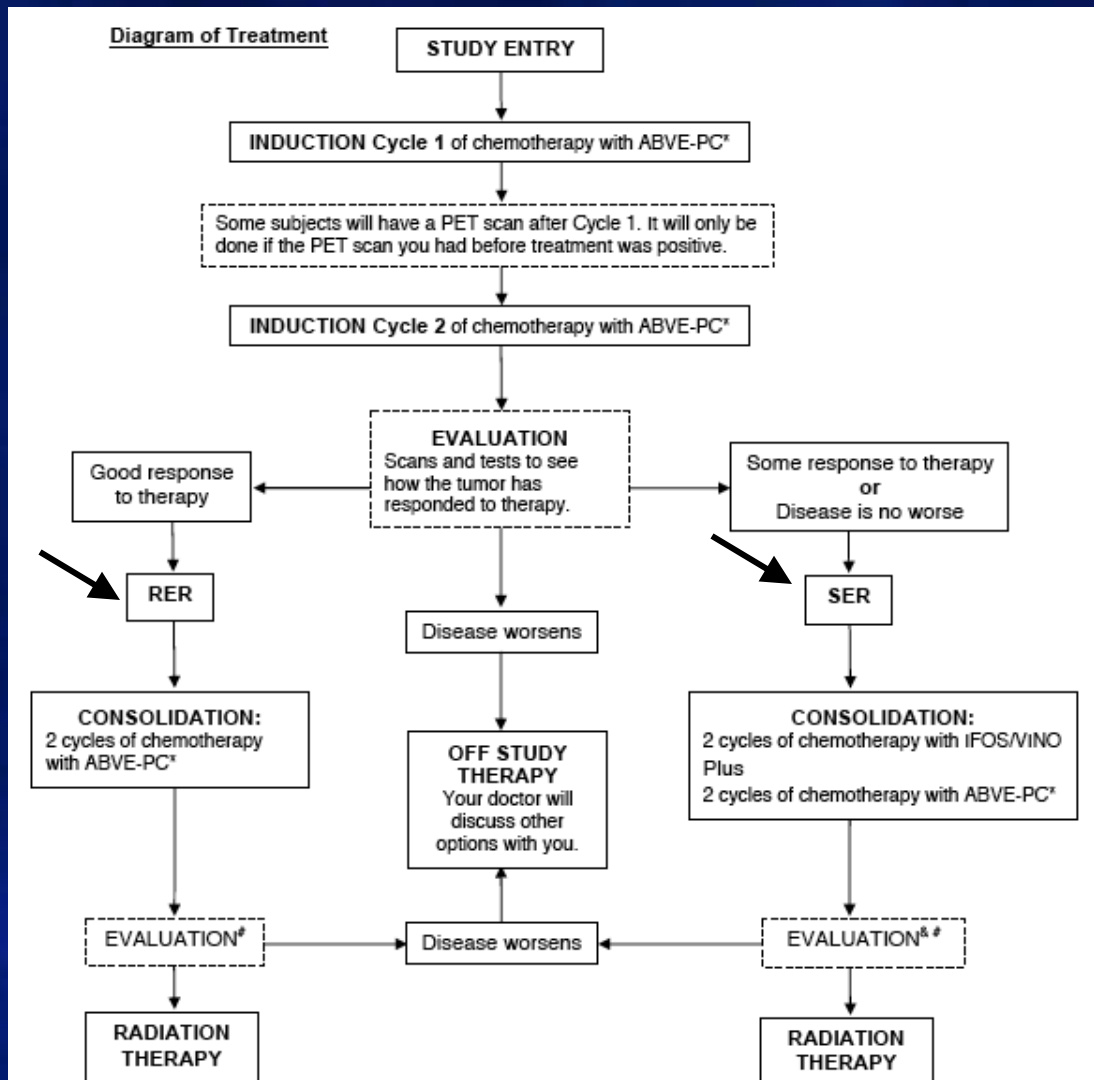 Diagram of Treatment
STUDY ENTRY
INDUCTION Cycle 1 of chemotherapy with ABVE-PC*
Some subjects will have a PET scan after Cycle 1. It will only be
done if the PET scan you had before treatment was positive.
INDUCTION Cycle 2 of chemotherapy with ABVE-PC*
EVALUATION
Scans and tests to see
how the tumor has
responded to therapy.
Good response
to therapy
Some response to therapy
or
Disease is no worse
RER
SER
Disease worsens
CONSOLIDATION:
2 cycles of chemotherapy
with ABVE-PC*
OFF STUDY
THERAPY
Your doctor will
discuss other
options with you.
CONSOLIDATION:
2 cycles of chemotherapy with IFOS/VINO
Plus
2 cycles of chemotherapy with ABVE-PC*
EVALUATION#
Disease worsens
EVALUATION& #
RADIATION
THERAPY
RADIATION
THERAPY